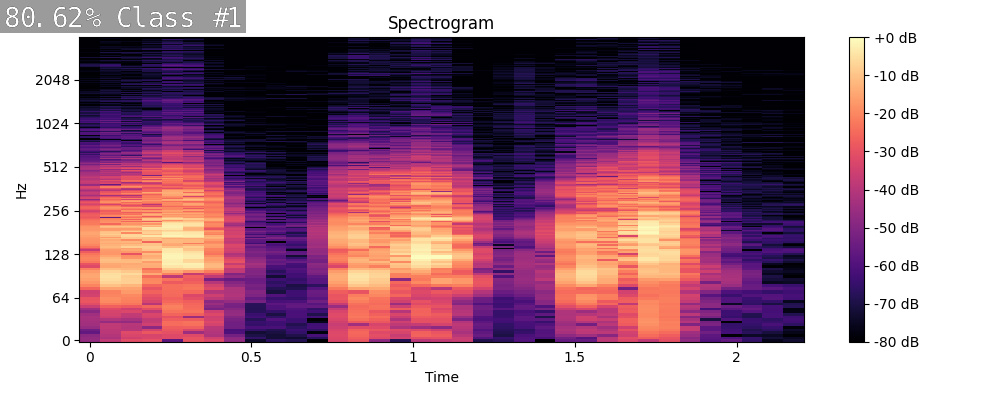 80.62% Class #1
Spectrogram
Hz
2048
1024
512
256
128
64
0
0 0.5 1 1.5 2
Time
+0 dB
-10 dB
-20 dB
-30 dB
-40 dB
-50 dB
-60 dB
-70 dB
-80 dB